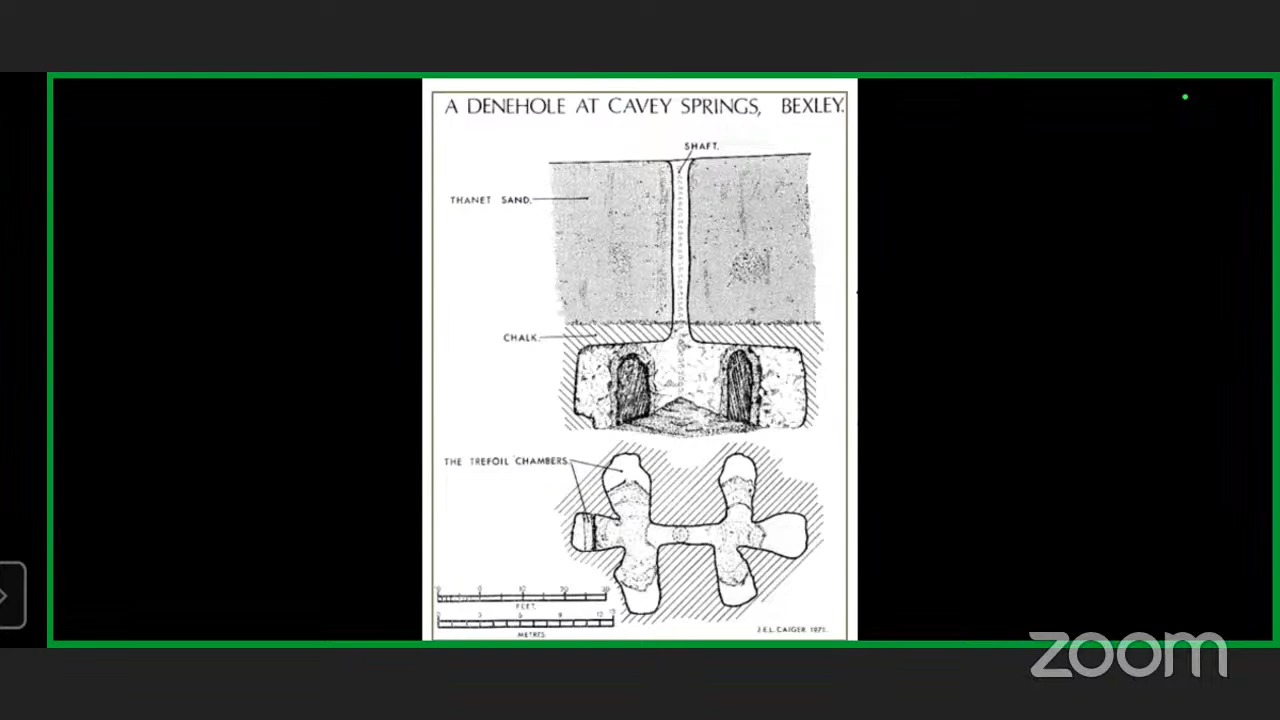 A DENEHOLE AT CAVEY SPRINGS, BEXLEY.
SHAFT.
THANET SAND.
CHALK.
THE TREFOIL CHAMBERS.
FEET.
METRES.
J.E.L. CAIGER 1971.
zoom